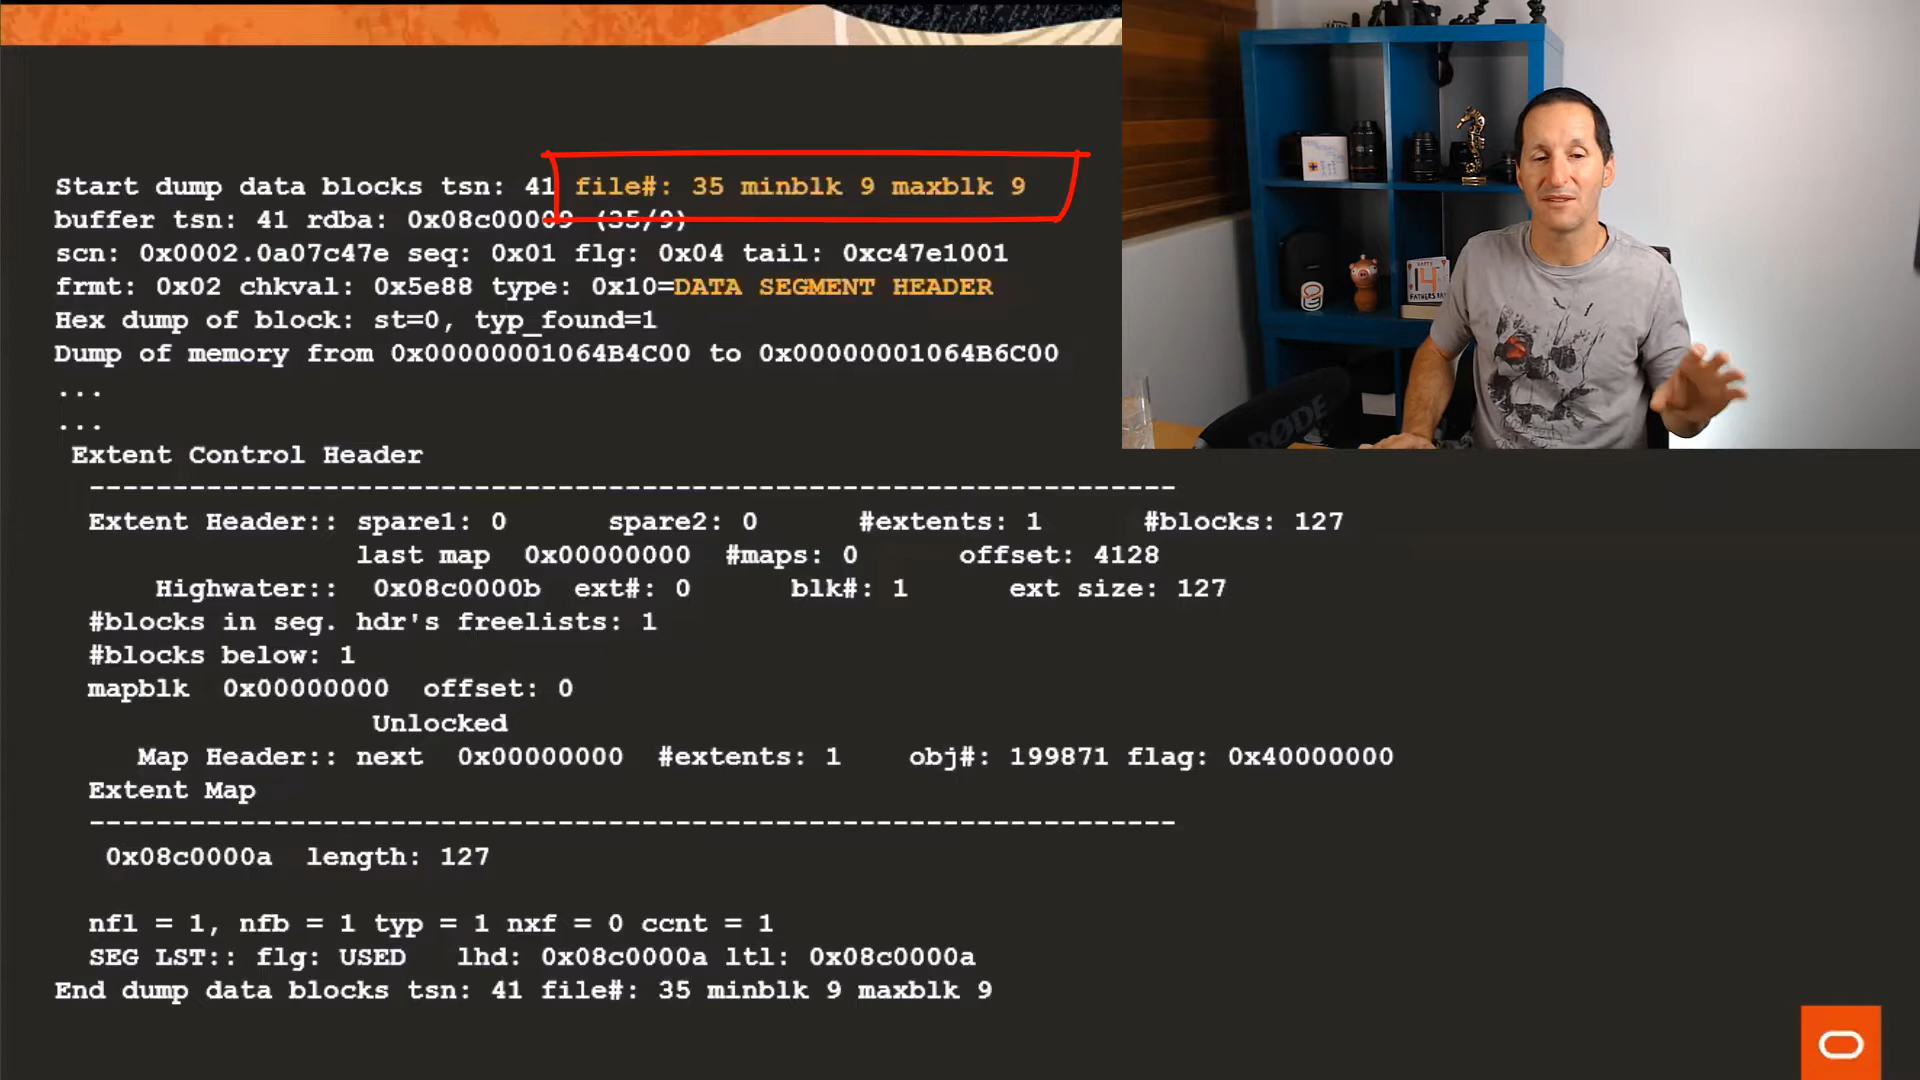 Start dump data blocks tsn: 41 file#: 35 minblk 9 maxblk 9
buffer tsn: 41 rdba: 0x08c00009 (35/9)
scn: 0x0002.0a07c47e seq: 0x01 flg: 0x04 tail: 0xc47e1001
frmt: 0x02 chkval: 0x5e88 type: 0x10=DATA SEGMENT HEADER
Hex dump of block: st=0, typ_found=1
Dump of memory from 0x00000001064B4C00 to 0x00000001064B6C00
...
...
Extent Control Header
-----------------------------------------------------------------
Extent Header:: spare1: 0 spare2: 0 #extents: 1 #blocks: 127
last map 0x00000000 #maps: 0 offset: 4128
Highwater:: 0x08c0000b ext#: 0 blk#: 1 ext size: 127
#blocks in seg. hdr's freelists: 1
#blocks below: 1
mapblk 0x00000000 offset: 0
Unlocked
Map Header:: next 0x00000000 #extents: 1 obj#: 199871 flag: 0x40000000
Extent Map
-----------------------------------------------------------------
0x08c0000a length: 127
nfl = 1, nfb = 1 typ = 1 nxf = 0 ccnt = 1
SEG LST:: flg: USED lhd: 0x08c0000a ltl: 0x08c0000a
End dump data blocks tsn: 41 file#: 35 minblk 9 maxblk 9
14
RØDE